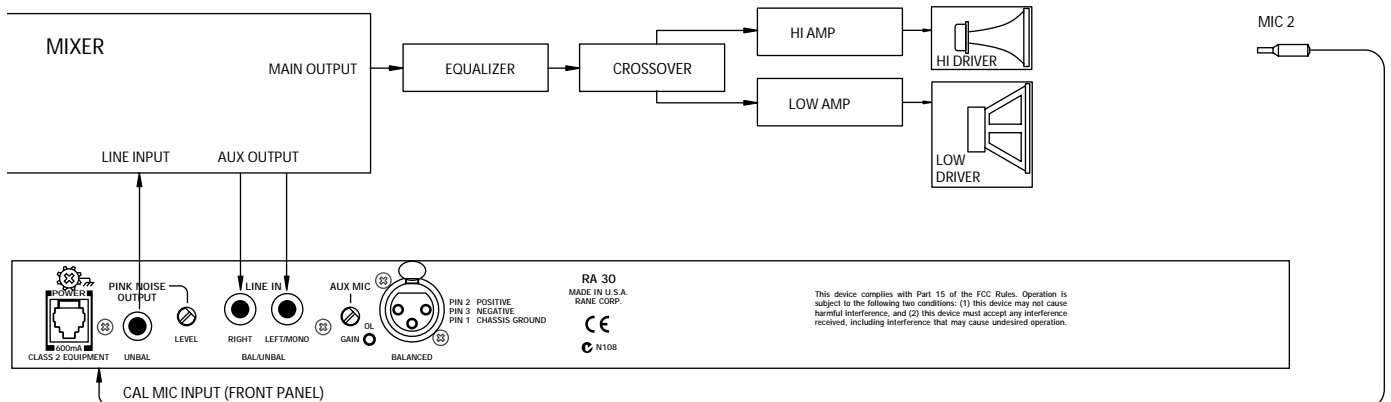 MIXER
MAIN OUTPUT
EQUALIZER
CROSSOVER
HI AMP
HI DRIVER
LOW AMP
LOW
DRIVER
MIC 2
LINE INPUT
AUX OUTPUT
POWER
600mA
CLASS 2 EQUIPMENT
PINK NOISE
OUTPUT
UNBAL
LEVEL
LINE IN
RIGHT
LEFT/MONO
BAL/UNBAL
AUX MIC
OL
GAIN
BALANCED
PIN 2 POSITIVE
PIN 3 NEGATIVE
PIN 1 CHASSIS GROUND
RA 30
MADE IN U.S.A.
RANE CORP.
CE
N108
This device complies with Part 15 of the FCC Rules. Operation is
subject to the following two conditions: (1) this device may not cause
harmful interference, and (2) this device must accept any interference
received, including interference that may cause undesired operation.
CAL MIC INPUT (FRONT PANEL)